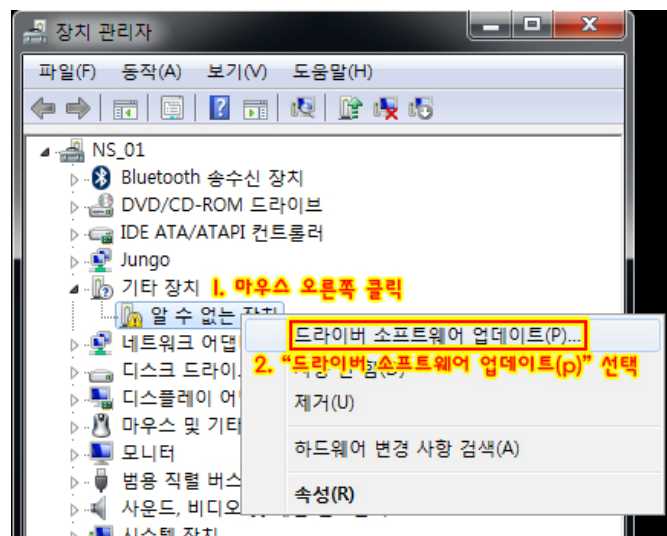 장치 관리자
파일(F) 동작(A) 보기(V) 도움말(H)
NS_01
Bluetooth 송수신 장치
DVD/CD-ROM 드라이브
IDE ATA/ATAPI 컨트롤러
Jungo
기타 장치 1. 마우스 오른쪽 클릭
알 수 없는 장치
드라이버 소프트웨어 업데이트(P)...
네트워크 어댑
2. “드라이버 소프트웨어 업데이트(p)” 선택
디스크 드라이
디스플레이 어
제거(U)
마우스 및 기타
모니터
하드웨어 변경 사항 검색(A)
범용 직렬 버스
속성(R)
사운드, 비디오
시스템 장치